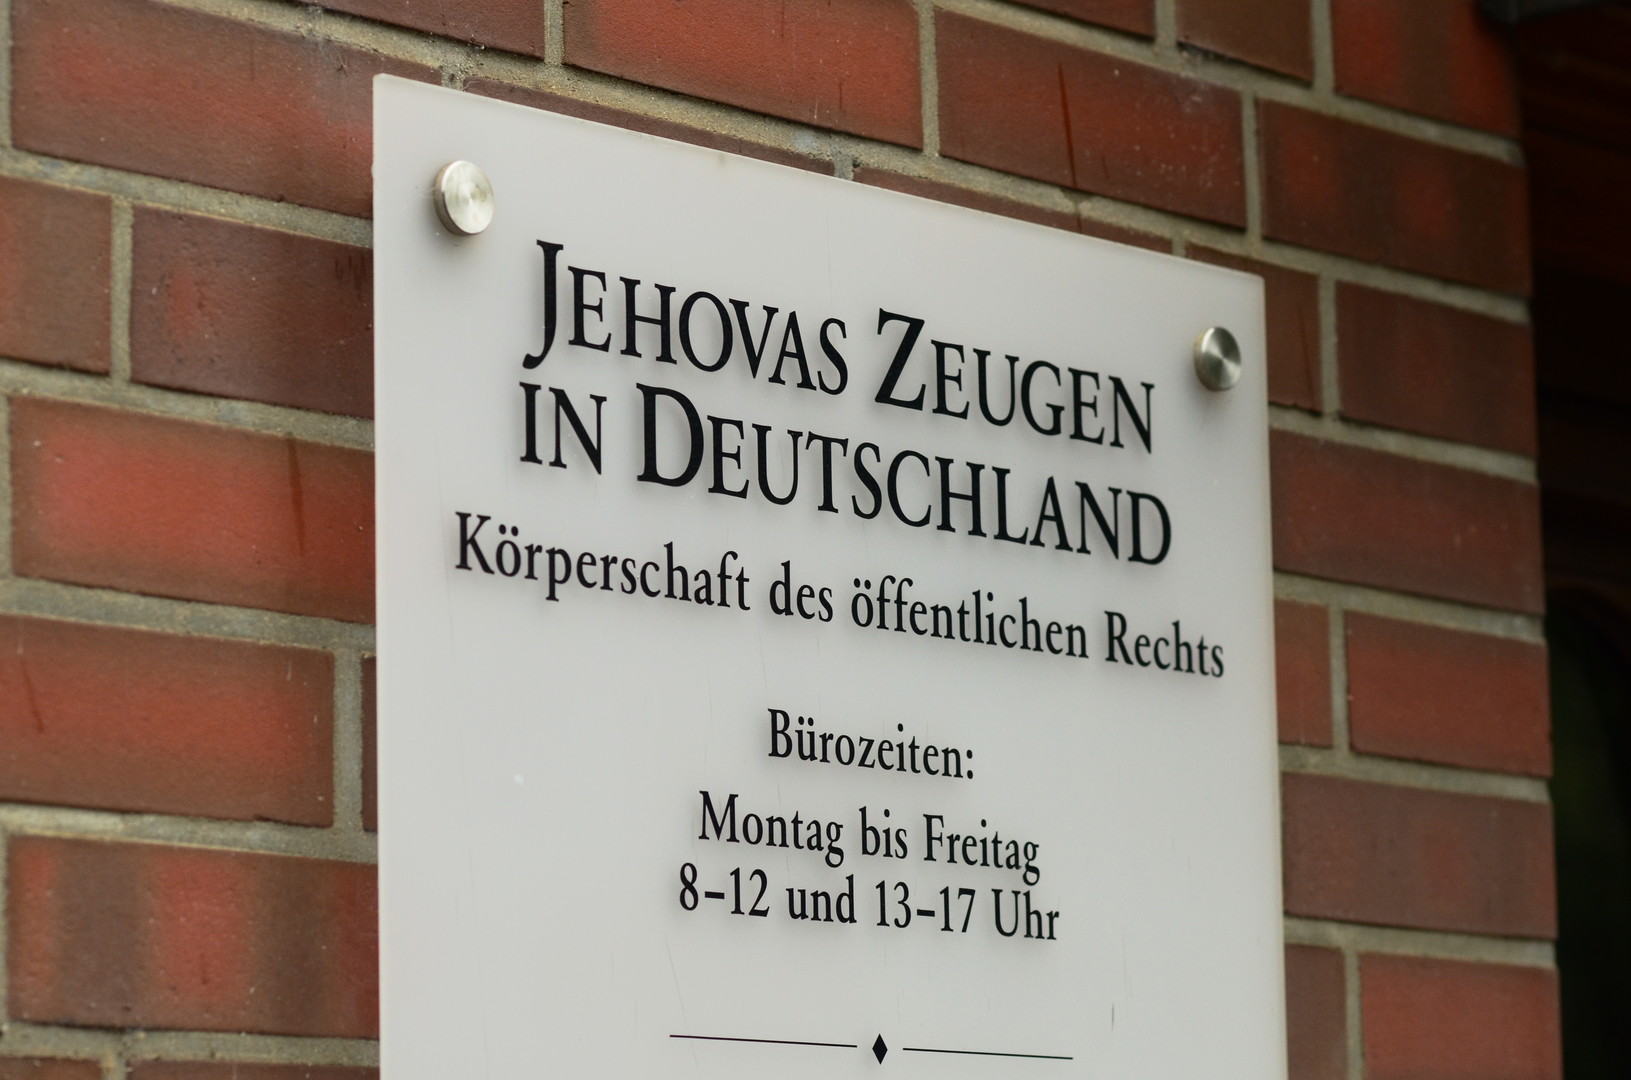 JEHOVAS ZEUGEN
IN DEUTSCHLAND
Körperschaft des öffentlichen Rechts
Bürozeiten:
Montag bis Freitag
8–12 und 13–17 Uhr